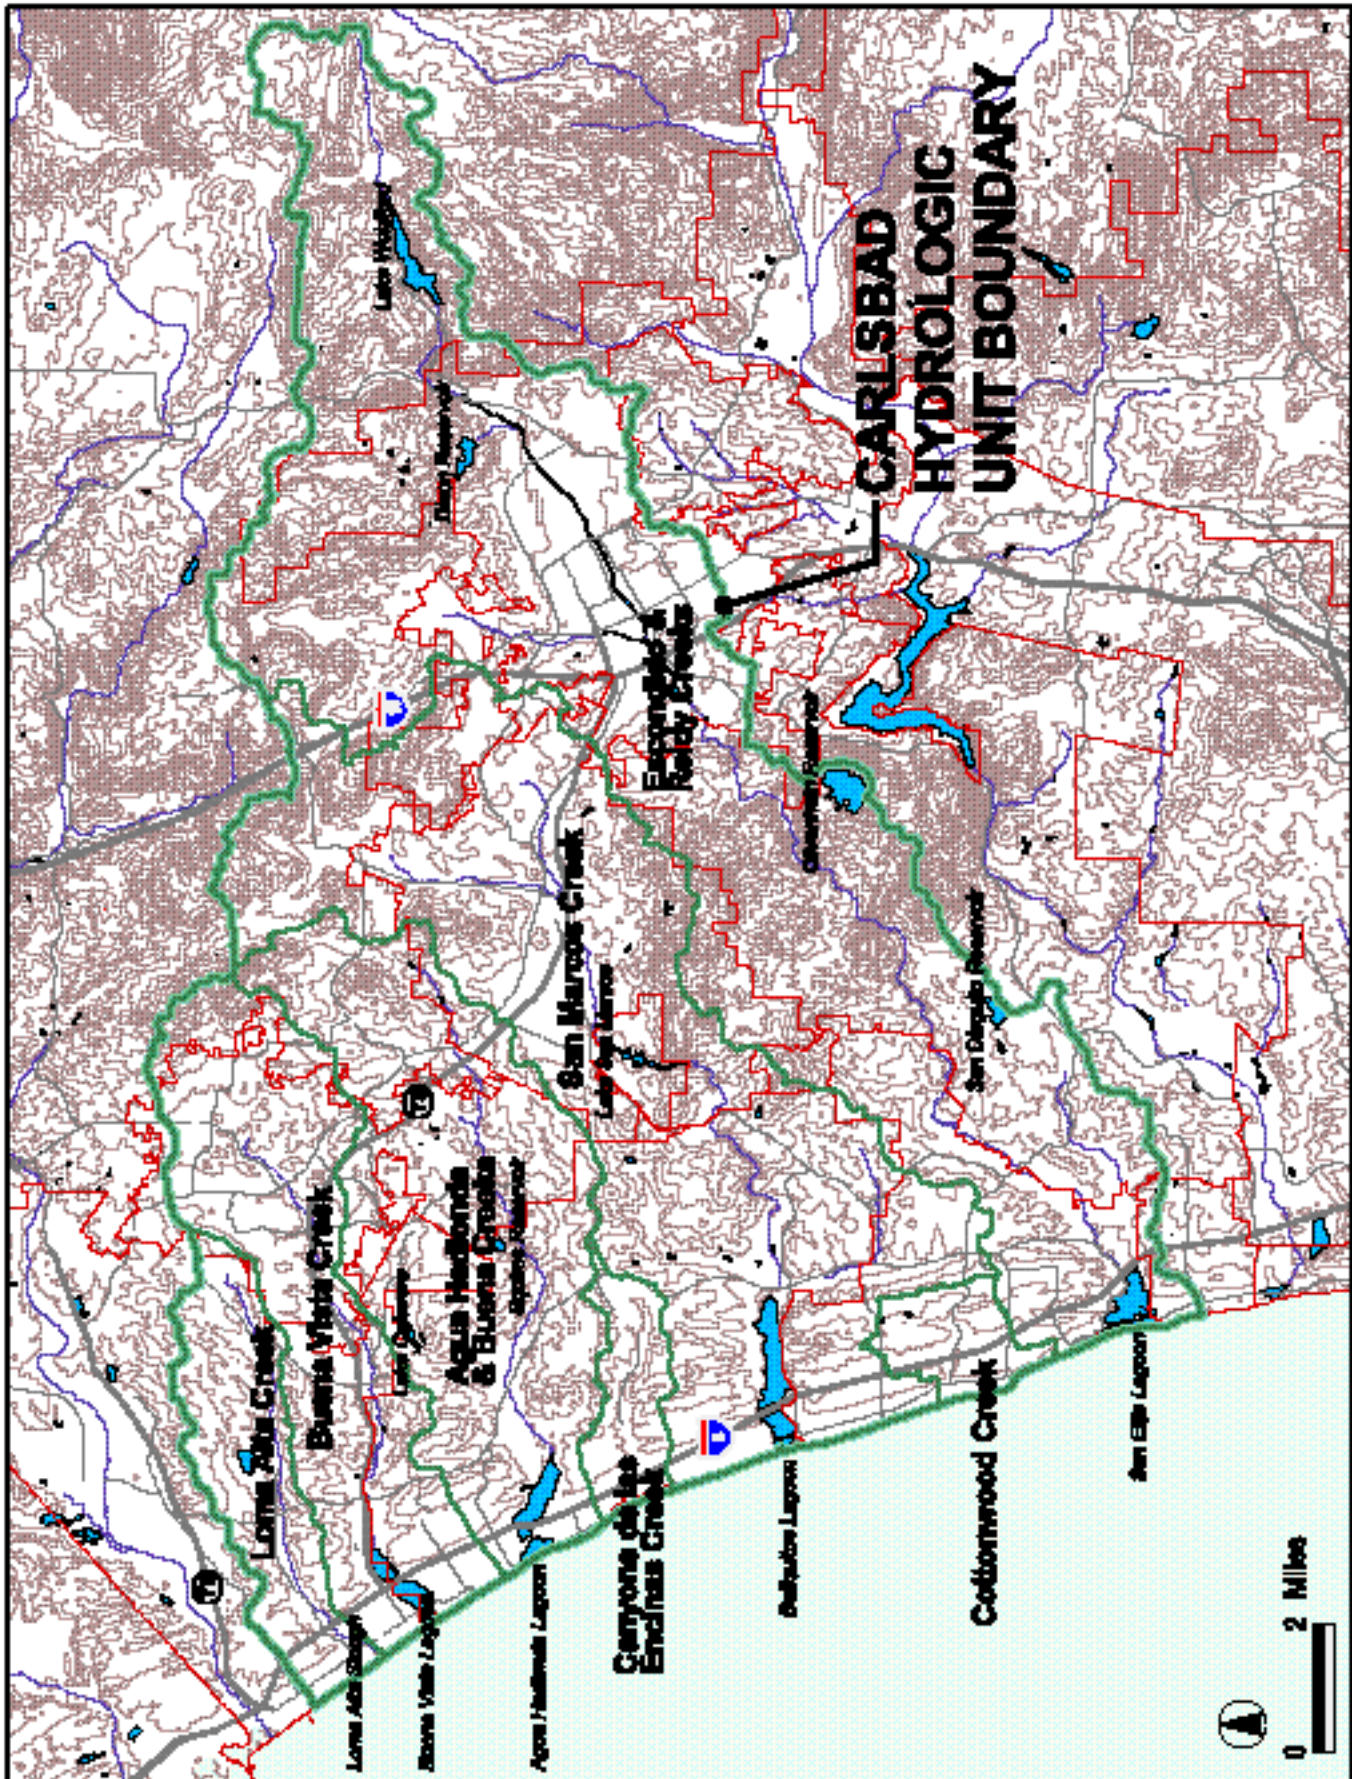 Lake Wohlford
Dixon Reservoir
CARLSBAD
HYDROLOGIC
UNIT BOUNDARY
Escondido &
Reidy Creeks
San Marcos Creek
Lake San Marcos
San Dieguito Reservoir
Buena Vista Creek
Loma Alta Creek
Agua Hedionda
& Buena Creeks
Lake Calavera
Canyons de las
Encinas Creek
Cottonwood Creek
Loma Alta Slough
Buena Vista Lagoon
Agua Hedionda Lagoon
Batiquitos Lagoon
San Elijo Lagoon
0 2 Miles